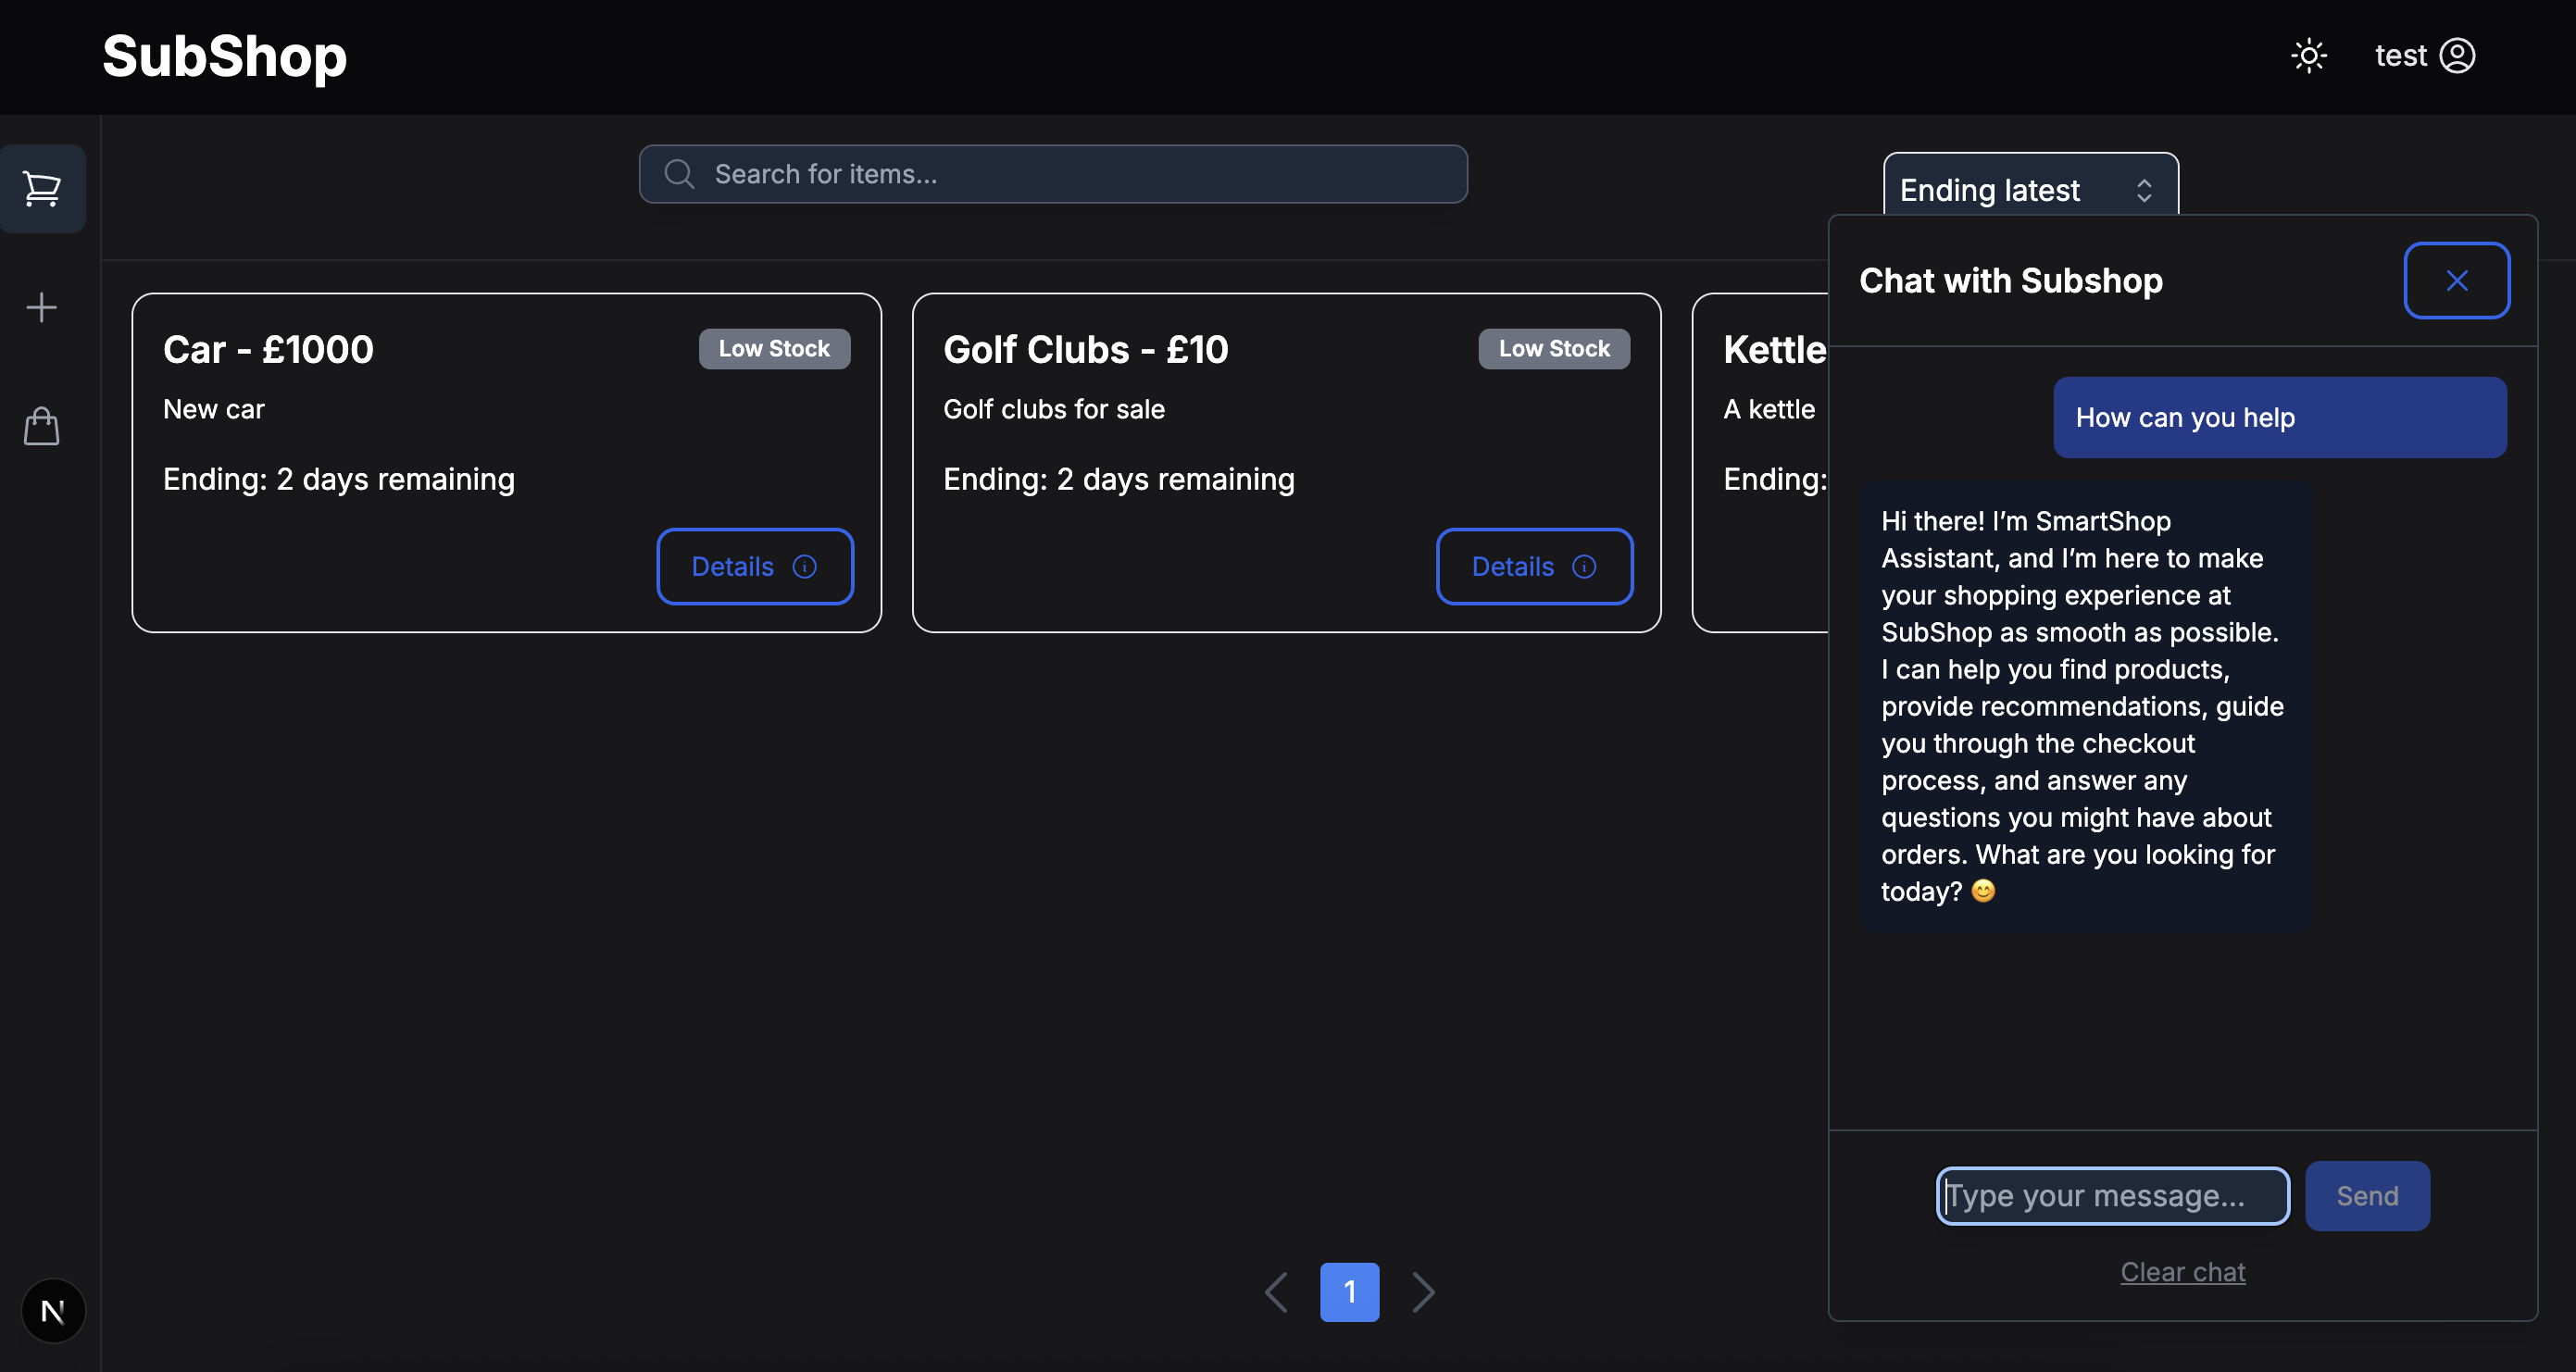 SubShop
test
Search for items...
Ending latest
Car - £1000
Low Stock
New car
Ending: 2 days remaining
Details
Golf Clubs - £10
Low Stock
Golf clubs for sale
Ending: 2 days remaining
Details
Kettle
A kettle
Ending:
Chat with Subshop
How can you help
Hi there! I’m SmartShop
Assistant, and I’m here to make
your shopping experience at
SubShop as smooth as possible.
I can help you find products,
provide recommendations, guide
you through the checkout
process, and answer any
questions you might have about
orders. What are you looking for
today? 😊
Type your message...
Send
Clear chat
1
N